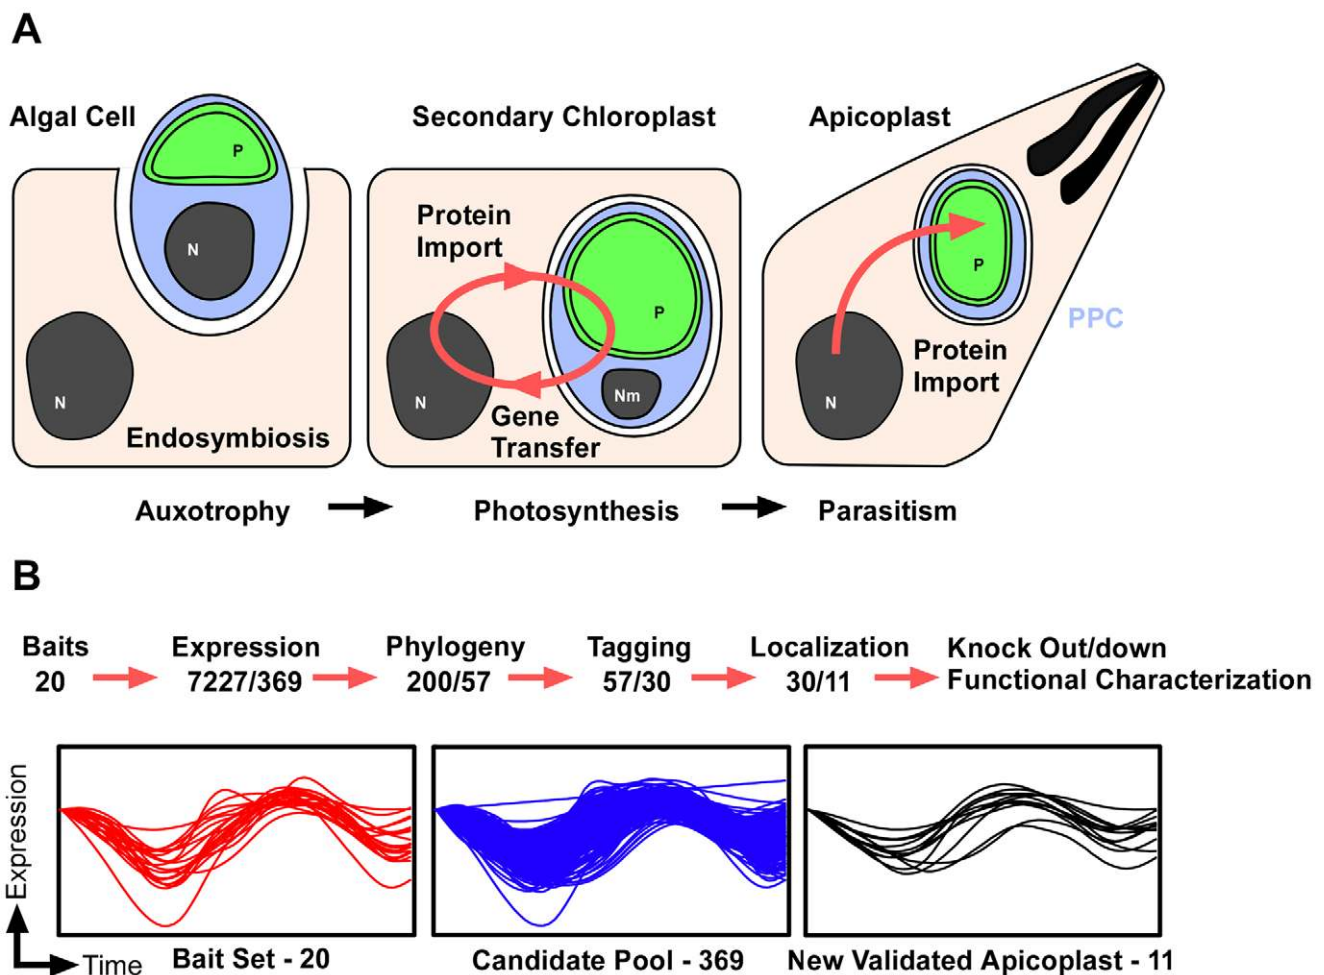 A
Algal Cell
Secondary Chloroplast
Apicoplast
P
N
N
Endosymbiosis
Protein
Import
P
N
Nm
Gene
Transfer
P
PPC
Protein
Import
N
Auxotrophy
Photosynthesis
Parasitism
B
Baits
20
Expression
7227/369
Phylogeny
200/57
Tagging
57/30
Localization
30/11
Knock Out/down
Functional Characterization
Expression
Time
Bait Set - 20
Candidate Pool - 369
New Validated Apicoplast - 11